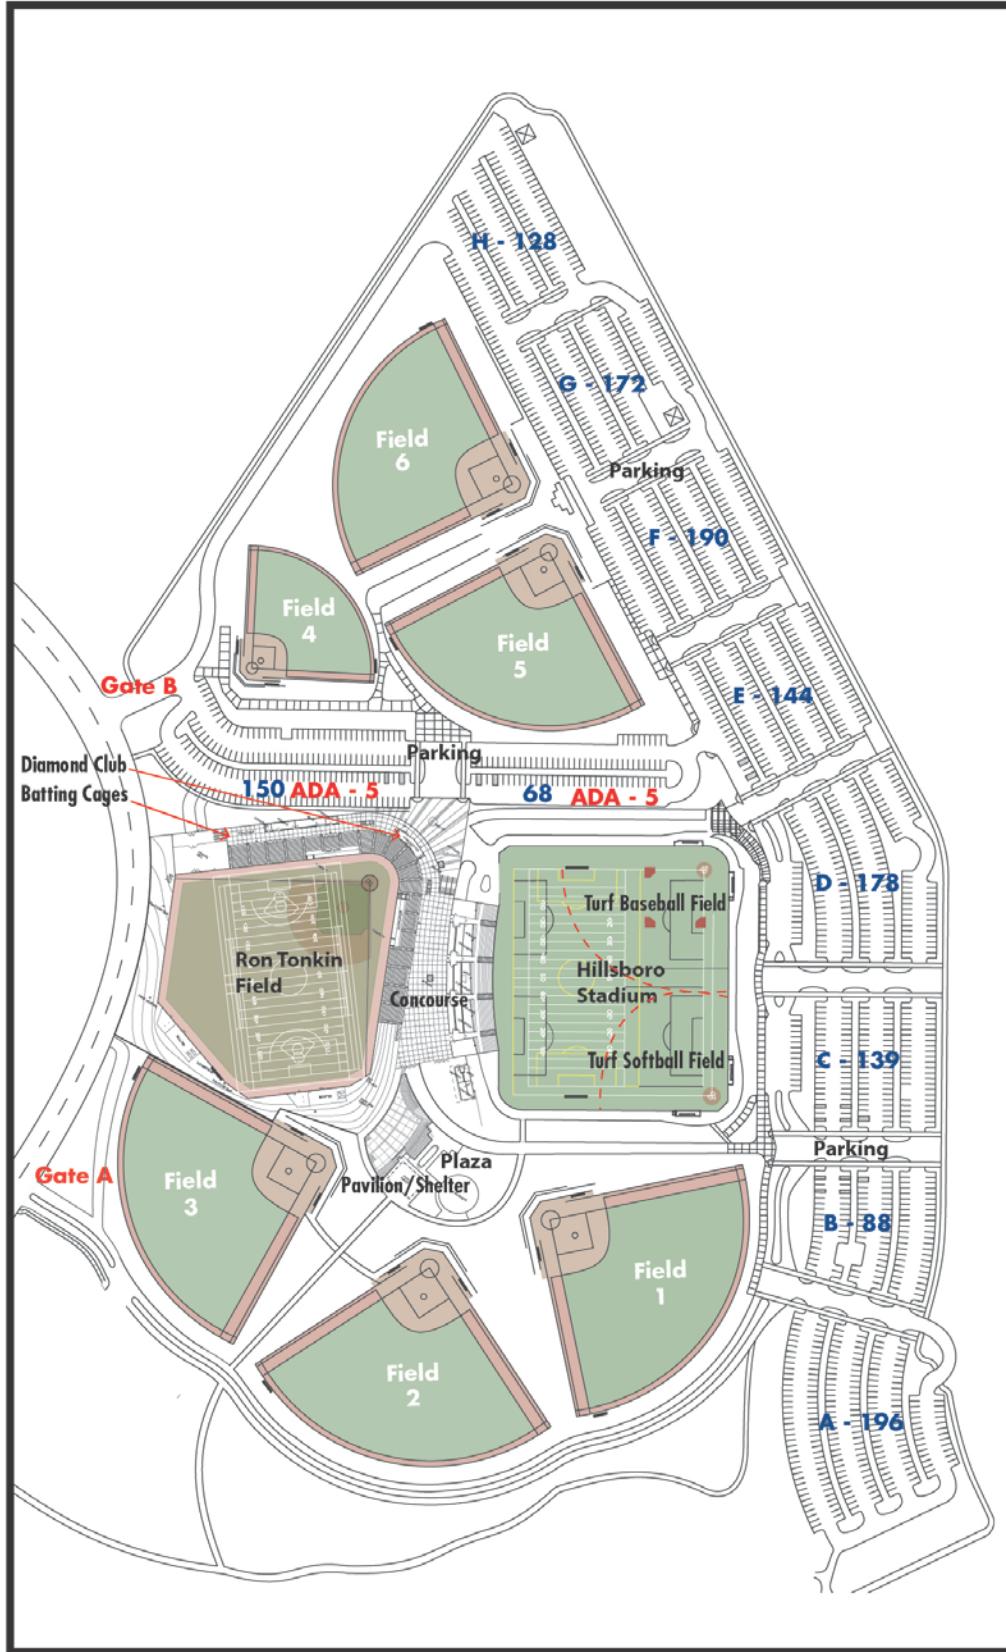 H - 128
G - 172
Parking
F - 190
Field
6
Field
4
Field
5
E - 144
Gate B
Parking
Diamond Club
Batting Cages
150 ADA - 5
68 ADA - 5
D - 178
Turf Baseball Field
Ron Tonkin
Field
Hillsboro
Stadium
Concourse
Turf Softball Field
C - 139
Parking
Plaza
Pavilion/Shelter
Gate A
Field
3
B - 88
Field
1
Field
2
A - 196